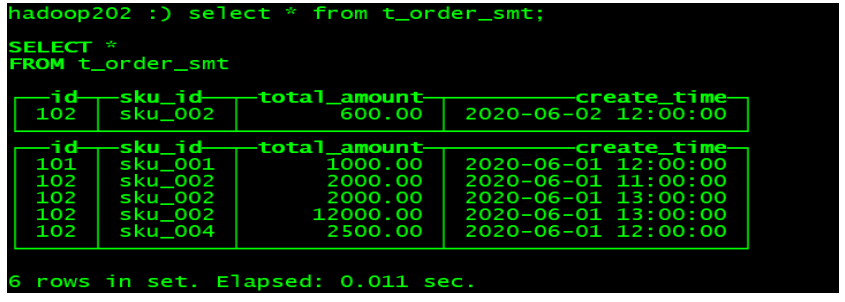 hadoop202 :) select * from t_order_smt;
SELECT *
FROM t_order_smt
id sku_id total_amount create_time
102 sku_002 600.00 2020-06-02 12:00:00
id sku_id total_amount create_time
101 sku_001 1000.00 2020-06-01 12:00:00
102 sku_002 2000.00 2020-06-01 11:00:00
102 sku_002 2000.00 2020-06-01 13:00:00
102 sku_002 12000.00 2020-06-01 13:00:00
102 sku_004 2500.00 2020-06-01 12:00:00
6 rows in set. Elapsed: 0.011 sec.